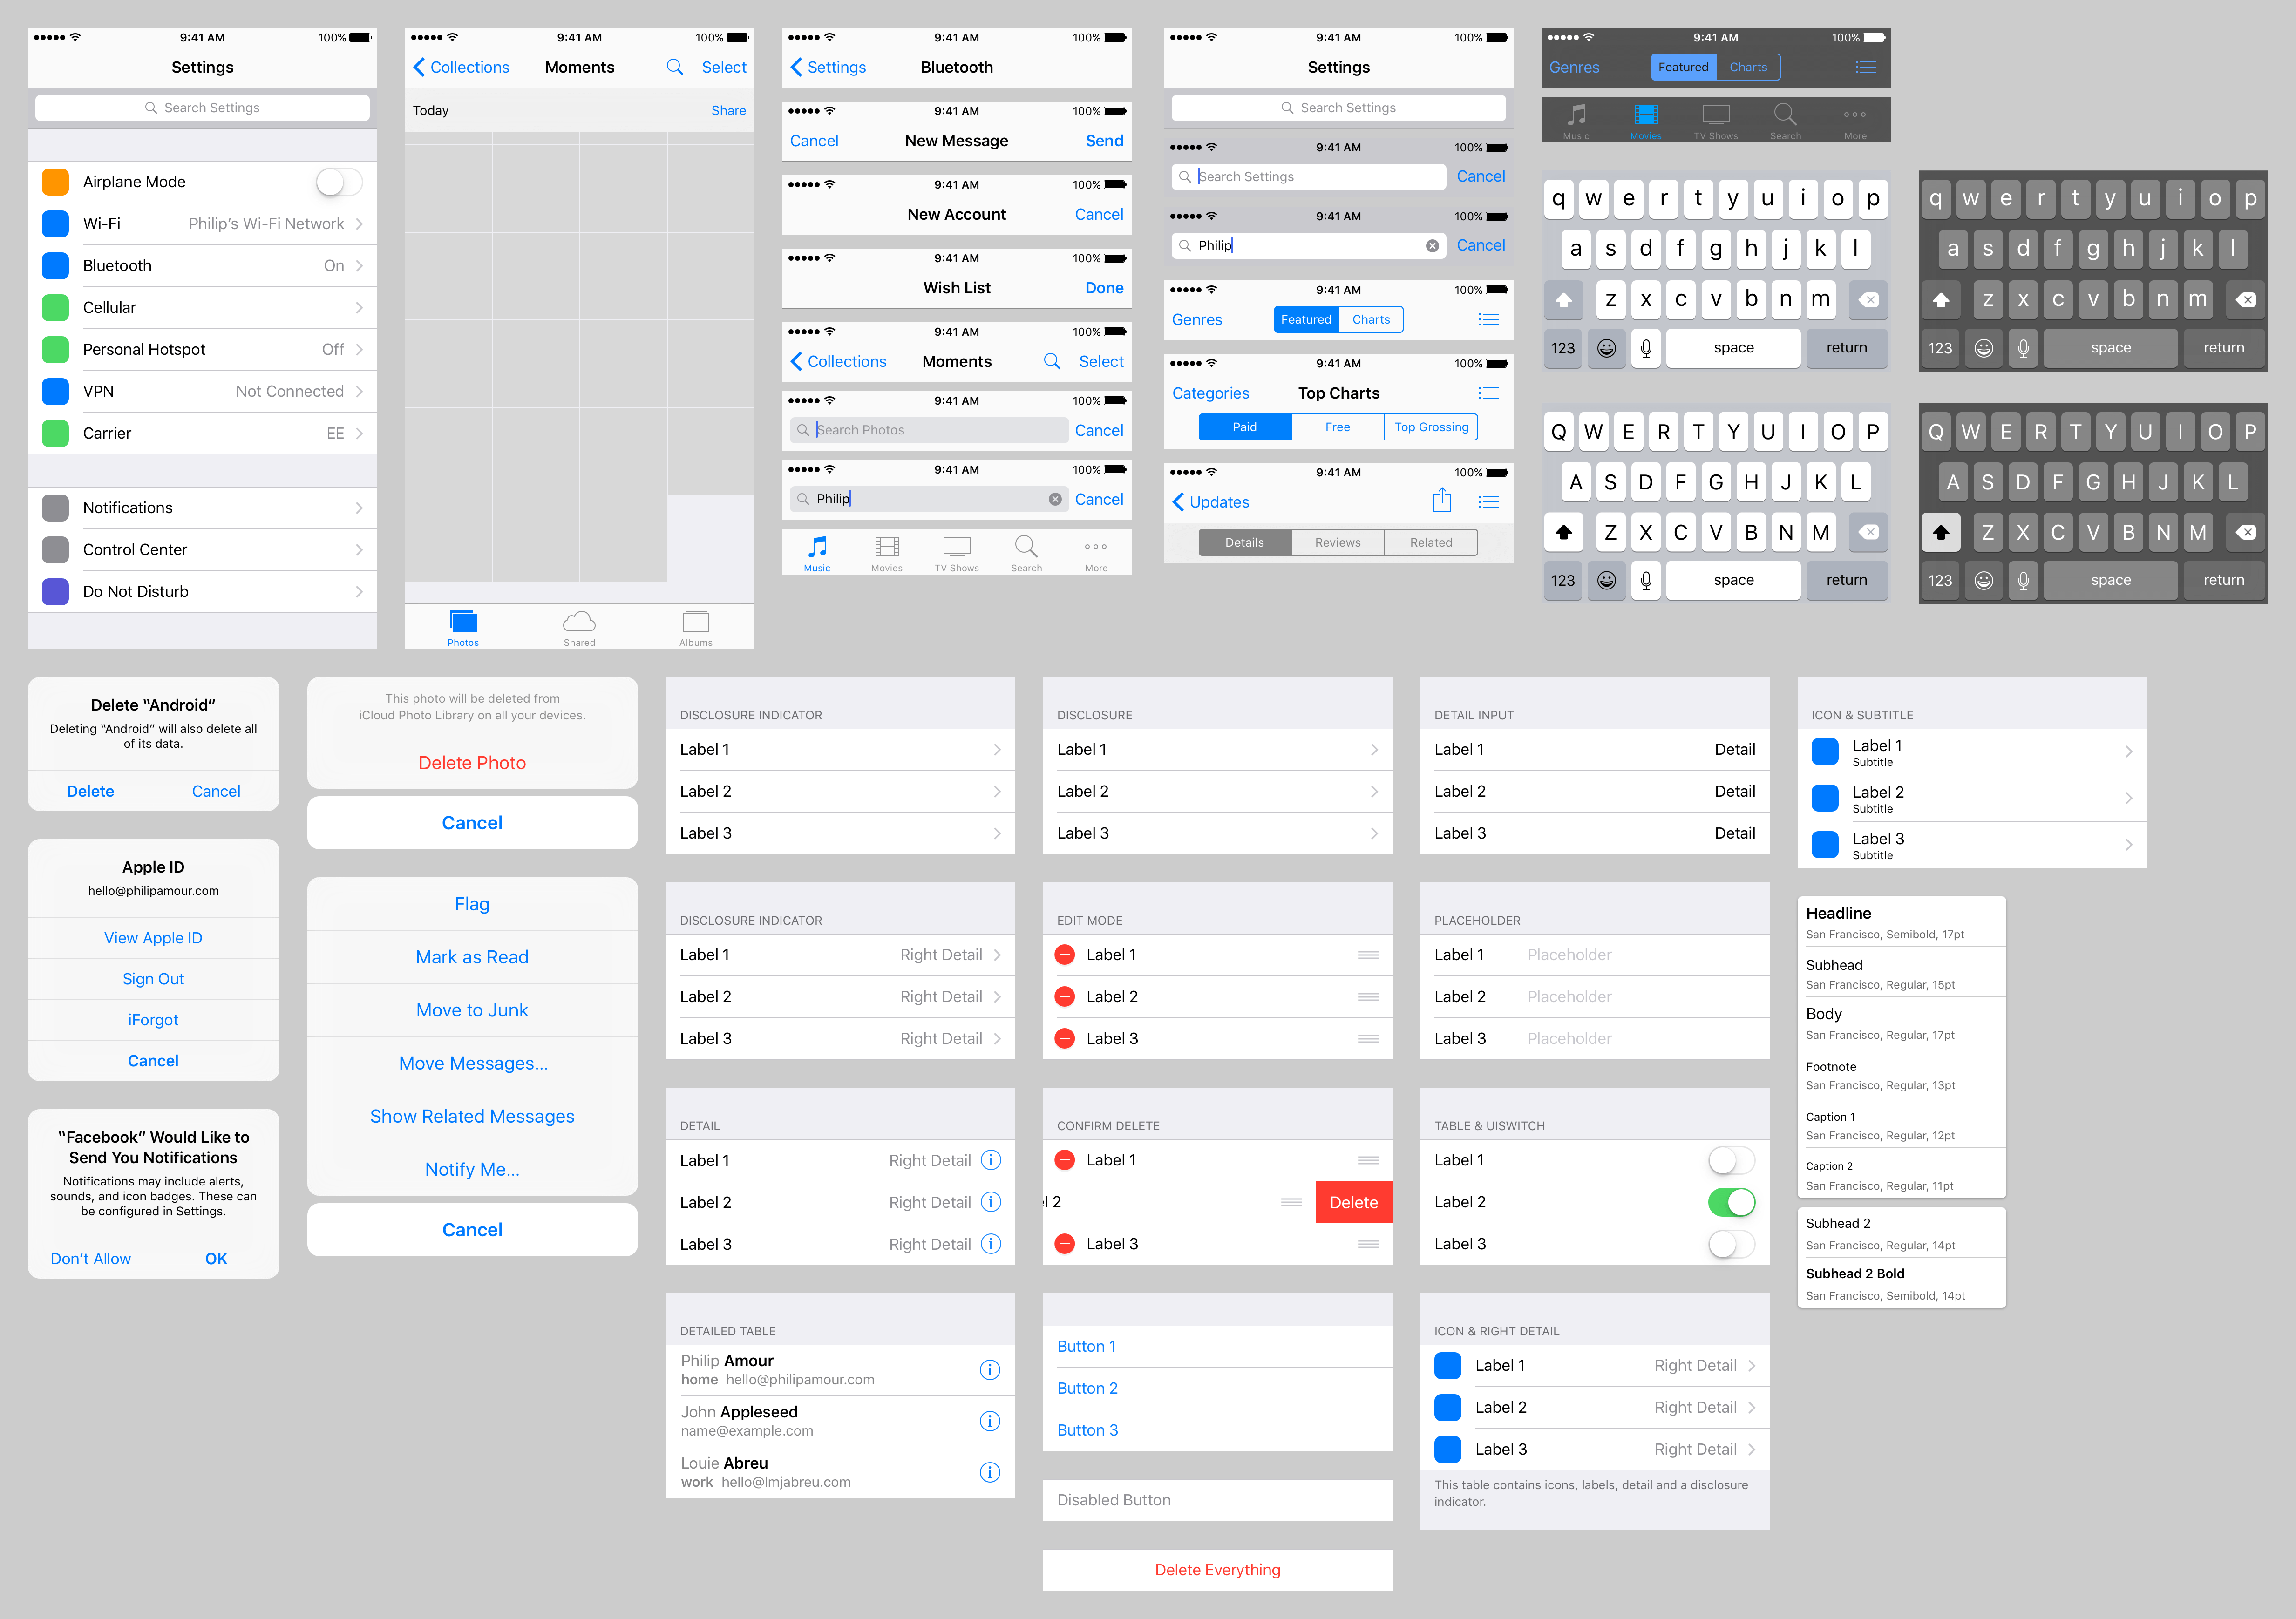 9:41 AM 100%
Settings
Search Settings
Airplane Mode
Wi-Fi Philip’s Wi-Fi Network
Bluetooth On
Cellular
Personal Hotspot Off
VPN Not Connected
Carrier EE
Notifications
Control Center
Do Not Disturb
9:41 AM 100%
Collections Moments Select
Today Share
Photos Shared Albums
9:41 AM 100%
Settings Bluetooth
9:41 AM 100%
Cancel New Message Send
9:41 AM 100%
New Account Cancel
9:41 AM 100%
Wish List Done
9:41 AM 100%
Collections Moments Select
9:41 AM 100%
Search Photos Cancel
9:41 AM 100%
Philip Cancel
Music Movies TV Shows Search More
9:41 AM 100%
Settings
Search Settings
9:41 AM 100%
Search Settings Cancel
9:41 AM 100%
Philip Cancel
9:41 AM 100%
Genres Featured Charts
9:41 AM 100%
Categories Top Charts
Paid Free Top Grossing
9:41 AM 100%
Updates
Details Reviews Related
9:41 AM 100%
Genres Featured Charts
Music Movies TV Shows Search More
q w e r t y u i o p
a s d f g h j k l
z x c v b n m
123 space return
Q W E R T Y U I O P
A S D F G H J K L
Z X C V B N M
123 space return
q w e r t y u i o p
a s d f g h j k l
z x c v b n m
123 space return
Q W E R T Y U I O P
A S D F G H J K L
Z X C V B N M
123 space return
Delete “Android”
Deleting “Android” will also delete all
of its data.
Delete Cancel
Apple ID
hello@philipamour.com
View Apple ID
Sign Out
iForgot
Cancel
“Facebook” Would Like to
Send You Notifications
Notifications may include alerts,
sounds, and icon badges. These can
be configured in Settings.
Don’t Allow OK
This photo will be deleted from
iCloud Photo Library on all your devices.
Delete Photo
Cancel
Flag
Mark as Read
Move to Junk
Move Messages...
Show Related Messages
Notify Me...
Cancel
DISCLOSURE INDICATOR
Label 1
Label 2
Label 3
DISCLOSURE INDICATOR
Label 1 Right Detail
Label 2 Right Detail
Label 3 Right Detail
DETAIL
Label 1 Right Detail
Label 2 Right Detail
Label 3 Right Detail
DETAILED TABLE
Philip Amour
home hello@philipamour.com
John Appleseed
name@example.com
Louie Abreu
work hello@lmjabreu.com
DISCLOSURE
Label 1
Label 2
Label 3
EDIT MODE
Label 1
Label 2
Label 3
CONFIRM DELETE
Label 1
l 2 Delete
Label 3
Button 1
Button 2
Button 3
Disabled Button
Delete Everything
DETAIL INPUT
Label 1 Detail
Label 2 Detail
Label 3 Detail
PLACEHOLDER
Label 1 Placeholder
Label 2 Placeholder
Label 3 Placeholder
TABLE & UISWITCH
Label 1
Label 2
Label 3
ICON & RIGHT DETAIL
Label 1 Right Detail
Label 2 Right Detail
Label 3 Right Detail
This table contains icons, labels, detail and a disclosure
indicator.
ICON & SUBTITLE
Label 1
Subtitle
Label 2
Subtitle
Label 3
Subtitle
Headline
San Francisco, Semibold, 17pt
Subhead
San Francisco, Regular, 15pt
Body
San Francisco, Regular, 17pt
Footnote
San Francisco, Regular, 13pt
Caption 1
San Francisco, Regular, 12pt
Caption 2
San Francisco, Regular, 11pt
Subhead 2
San Francisco, Regular, 14pt
Subhead 2 Bold
San Francisco, Semibold, 14pt